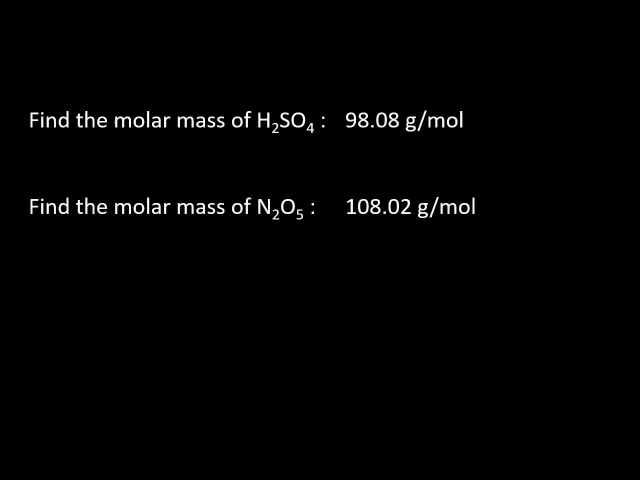 Find the molar mass of H₂SO₄ : 98.08 g/mol
Find the molar mass of N₂O₅ : 108.02 g/mol